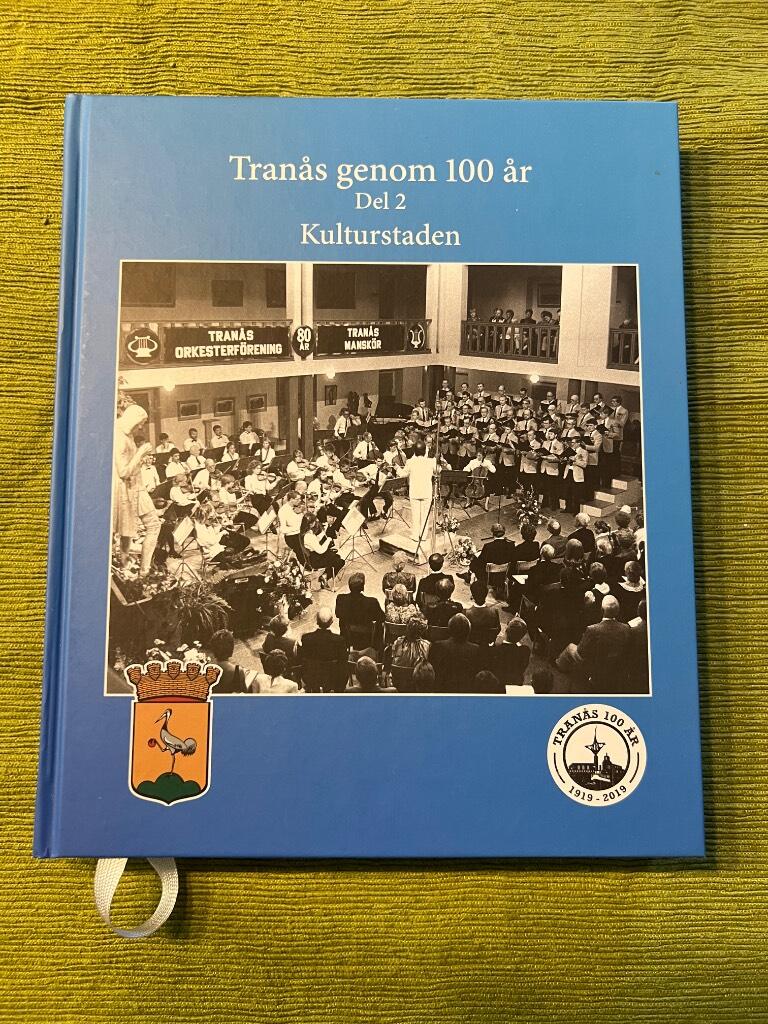 Tranås genom 100 år
Del 2
Kulturstaden
TRANÅS
ORKESTERFÖRENING
80
ÅR
TRANÅS
MANSKÖR
TRANÅS 100 ÅR
1919 - 2019